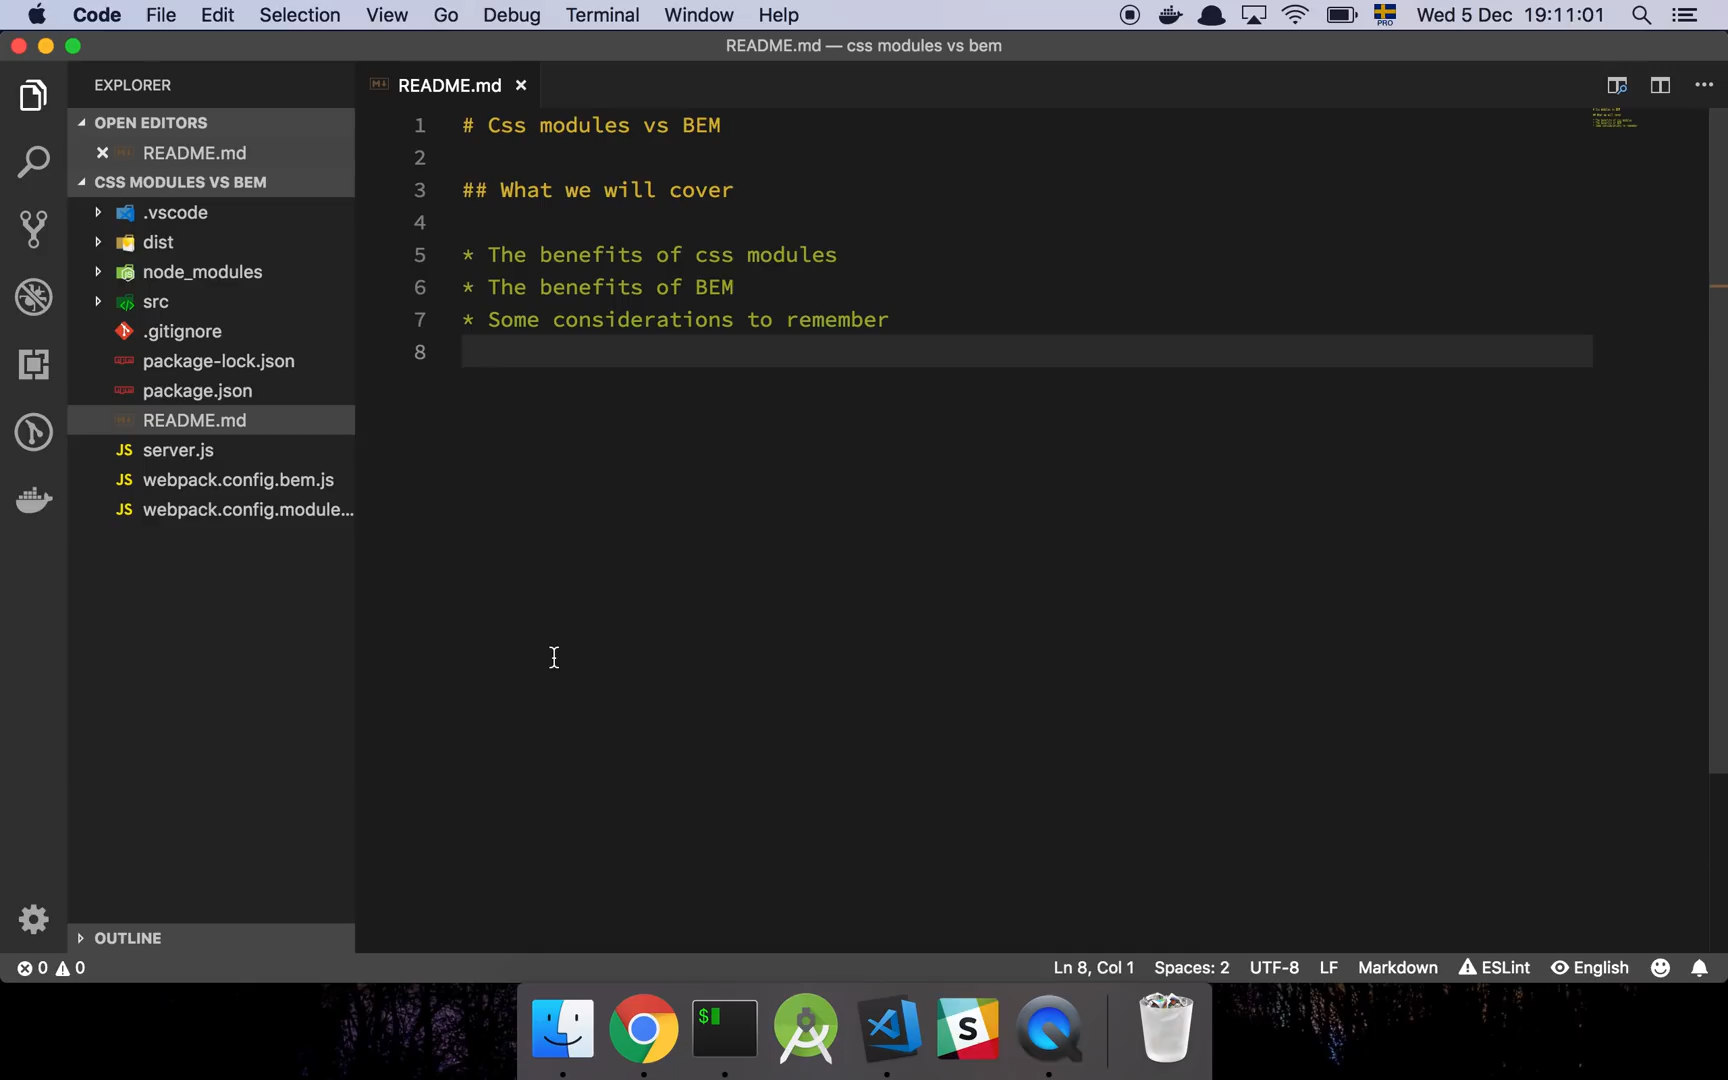 Code File Edit Selection View Go Debug Terminal Window Help PRO Wed 5 Dec 19:11:01
README.md — css modules vs bem
EXPLORER
OPEN EDITORS
README.md
CSS MODULES VS BEM
.vscode
dist
node_modules
src
.gitignore
package-lock.json
package.json
README.md
JS server.js
JS webpack.config.bem.js
JS webpack.config.module...
OUTLINE
README.md
1 # Css modules vs BEM
2
3 ## What we will cover
4
5 * The benefits of css modules
6 * The benefits of BEM
7 * Some considerations to remember
8
0 0 Ln 8, Col 1 Spaces: 2 UTF-8 LF Markdown ESLint English
$
S